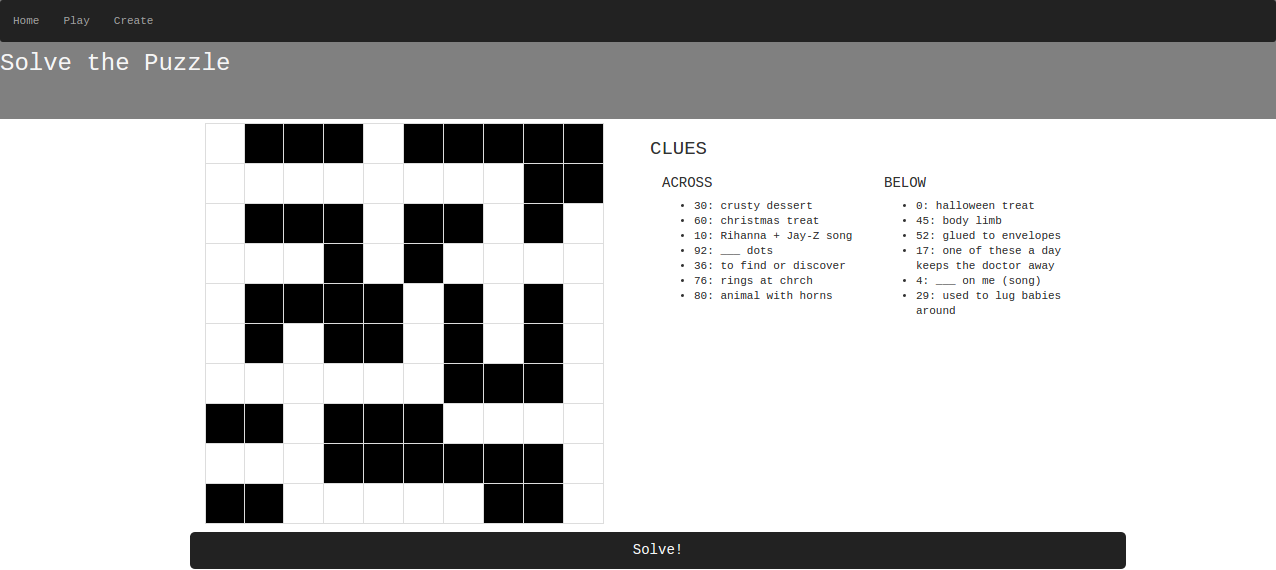 Home Play Create
Solve the Puzzle
CLUES
ACROSS
30: crusty dessert
60: christmas treat
10: Rihanna + Jay-Z song
92: ___ dots
36: to find or discover
76: rings at chrch
80: animal with horns
BELOW
0: halloween treat
45: body limb
52: glued to envelopes
17: one of these a day
keeps the doctor away
4: ___ on me (song)
29: used to lug babies
around
Solve!